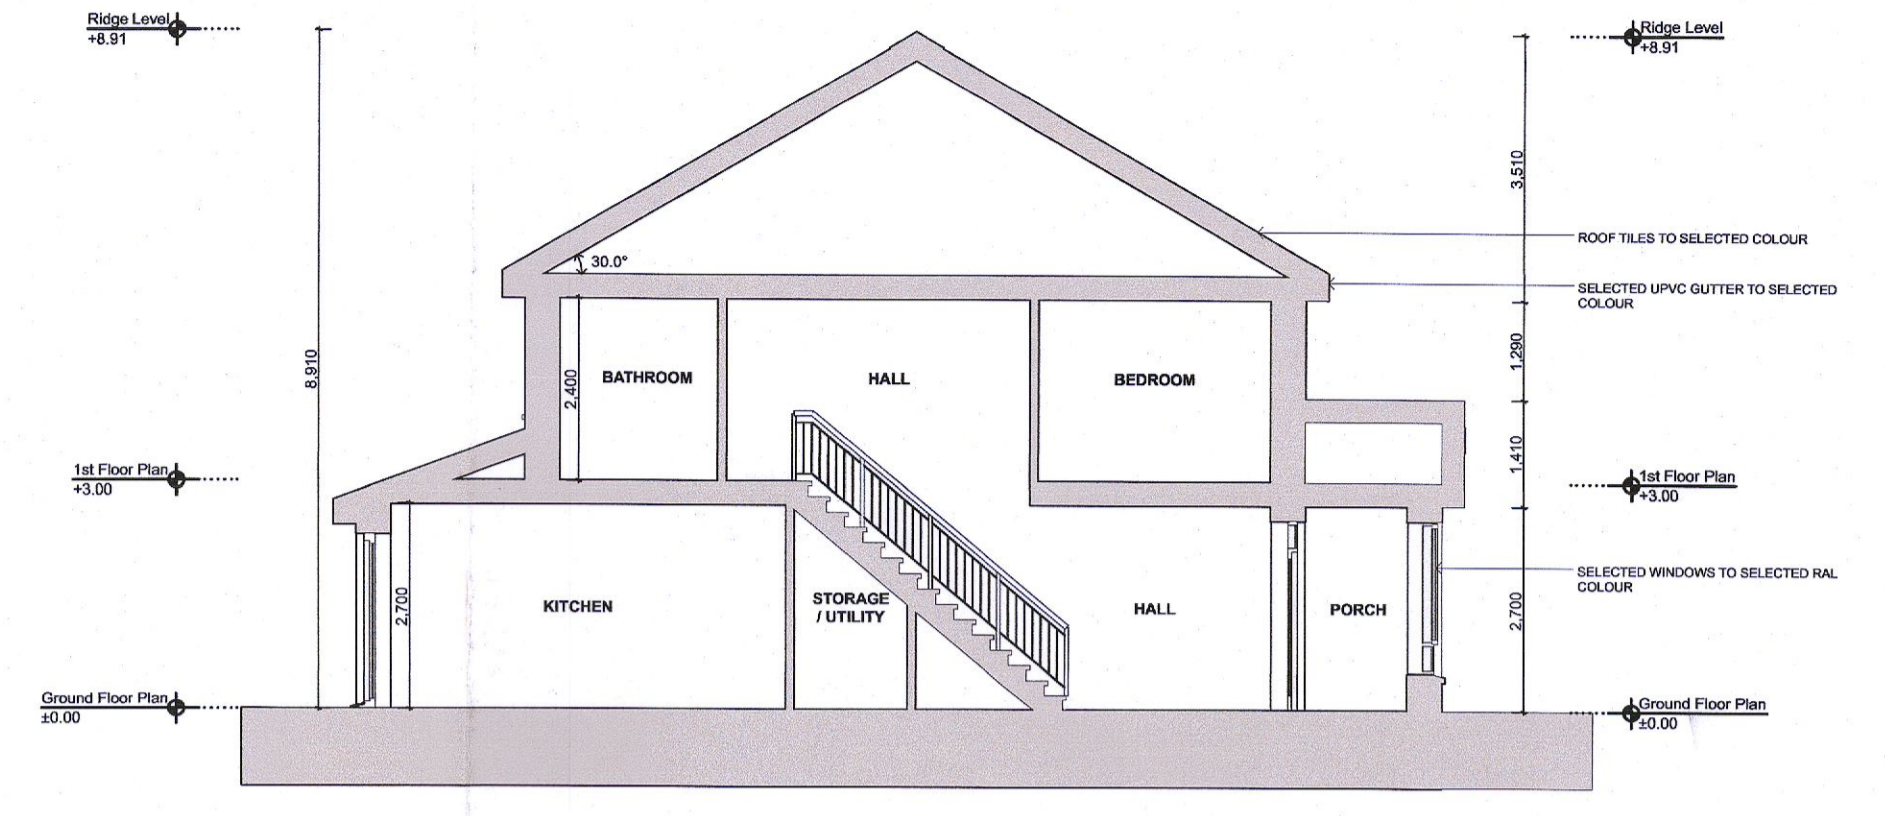 Ridge Level
+8.91
Ridge Level
+8.91
3,510
ROOF TILES TO SELECTED COLOUR
30.0°
SELECTED UPVC GUTTER TO SELECTED
COLOUR
8,910
2,400
BATHROOM
HALL
BEDROOM
1,290
1st Floor Plan
+3.00
1,410
1st Floor Plan
+3.00
2,700
KITCHEN
STORAGE
/ UTILITY
HALL
PORCH
2,700
SELECTED WINDOWS TO SELECTED RAL
COLOUR
Ground Floor Plan
±0.00
Ground Floor Plan
±0.00